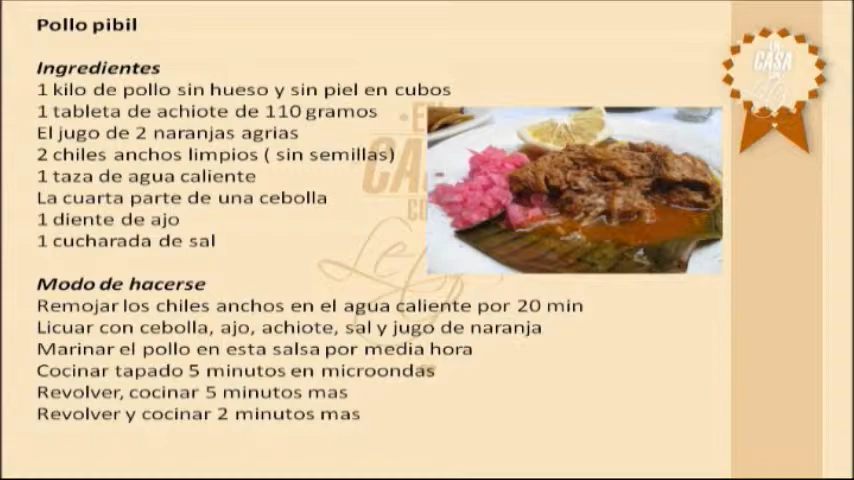 Pollo pibil
Ingredientes
1 kilo de pollo sin hueso y sin piel en cubos
1 tableta de achiote de 110 gramos
El jugo de 2 naranjas agrias
2 chiles anchos limpios ( sin semillas)
1 taza de agua caliente
La cuarta parte de una cebolla
1 diente de ajo
1 cucharada de sal
Modo de hacerse
Remojar los chiles anchos en el agua caliente por 20 min
Licuar con cebolla, ajo, achiote, sal y jugo de naranja
Marinar el pollo en esta salsa por media hora
Cocinar tapado 5 minutos en microondas
Revolver, cocinar 5 minutos mas
Revolver y cocinar 2 minutos mas
EN
CASA